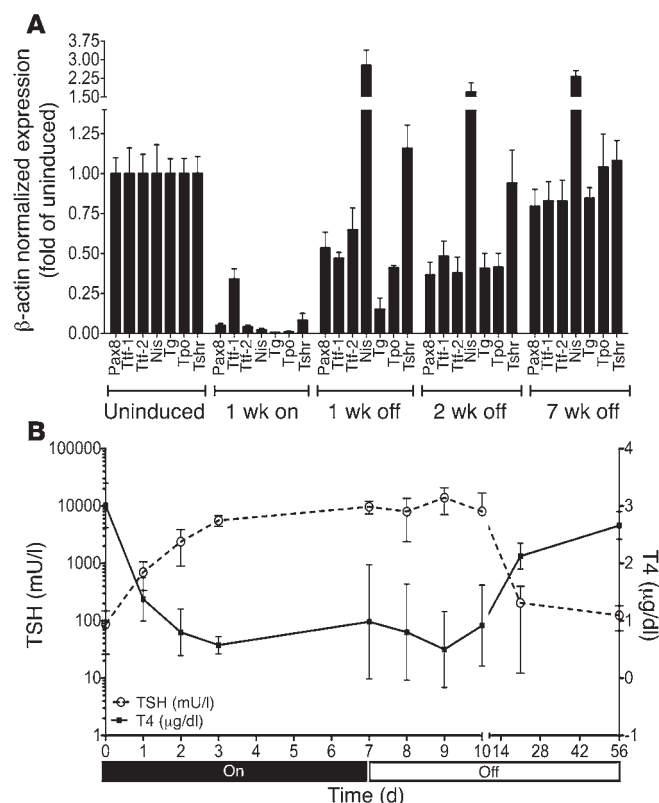 A
β-actin normalized expression
(fold of uninduced)
3.75
3.00
2.25
1.50
1.25
1.00
0.75
0.50
0.25
0.00
Pax8 Ttf-1 Ttf-2 Nis Tg Tpo Tshr Pax8 Ttf-1 Ttf-2 Nis Tg Tpo Tshr Pax8 Ttf-1 Ttf-2 Nis Tg Tpo Tshr Pax8 Ttf-1 Ttf-2 Nis Tg Tpo Tshr Pax8 Ttf-1 Ttf-2 Nis Tg Tpo Tshr
Uninduced 1 wk on 1 wk off 2 wk off 7 wk off
B
TSH (mU/l)
100000
10000
1000
100
10
1
T4 (µg/dl)
4
3
2
1
0
-1
TSH (mU/l)
T4 (µg/dl)
0 1 2 3 4 5 6 7 8 9 10 14 28 42 56
On Off
Time (d)